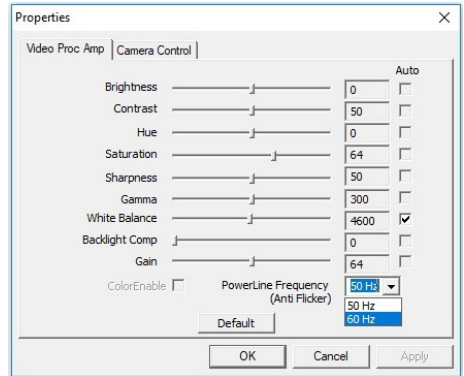 Properties
Video Proc Amp Camera Control
Auto
Brightness 0
Contrast 50
Hue 0
Saturation 64
Sharpness 50
Gamma 300
White Balance 4600
Backlight Comp 0
Gain 64
ColorEnable PowerLine Frequency 50 Hz
(Anti Flicker)
50 Hz
60 Hz
Default
OK Cancel Apply